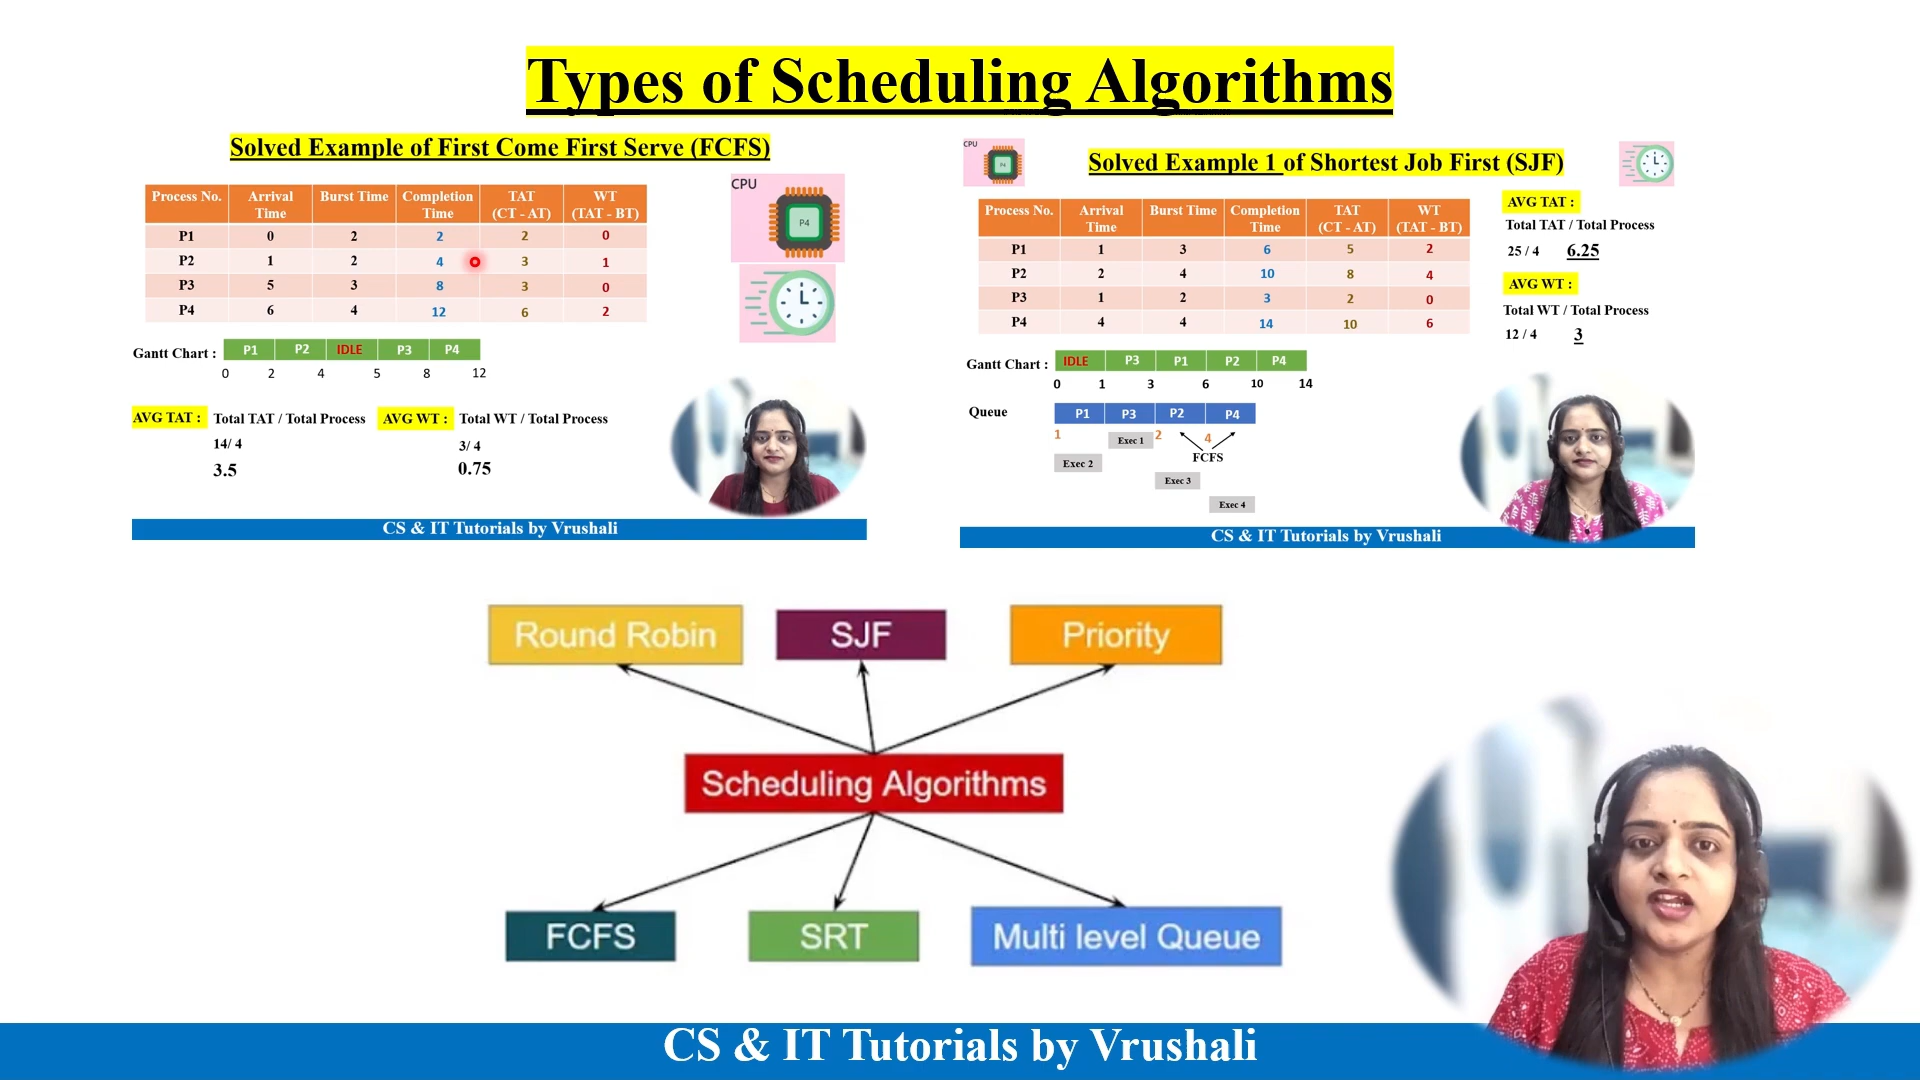 Types of Scheduling Algorithms
Solved Example of First Come First Serve (FCFS)
CPU
P4
Process No. Arrival Time Burst Time Completion Time TAT (CT - AT) WT (TAT - BT)
P1 0 2 2 2 0
P2 1 2 4 3 1
P3 5 3 8 3 0
P4 6 4 12 6 2
Gantt Chart : P1 P2 IDLE P3 P4
0 2 4 5 8 12
AVG TAT : Total TAT / Total Process AVG WT : Total WT / Total Process
14/ 4 3/ 4
3.5 0.75
CS & IT Tutorials by Vrushali
CPU
P4
Solved Example 1 of Shortest Job First (SJF)
Process No. Arrival Time Burst Time Completion Time TAT (CT - AT) WT (TAT - BT)
P1 1 3 6 5 2
P2 2 4 10 8 4
P3 1 2 3 2 0
P4 4 4 14 10 6
AVG TAT :
Total TAT / Total Process
25 / 4 6.25
AVG WT :
Total WT / Total Process
12 / 4 3
Gantt Chart : IDLE P3 P1 P2 P4
0 1 3 6 10 14
Queue P1 P3 P2 P4
1 Exec 1 2 4
FCFS
Exec 2
Exec 3
Exec 4
CS & IT Tutorials by Vrushali
Round Robin SJF Priority
Scheduling Algorithms
FCFS SRT Multi level Queue
CS & IT Tutorials by Vrushali